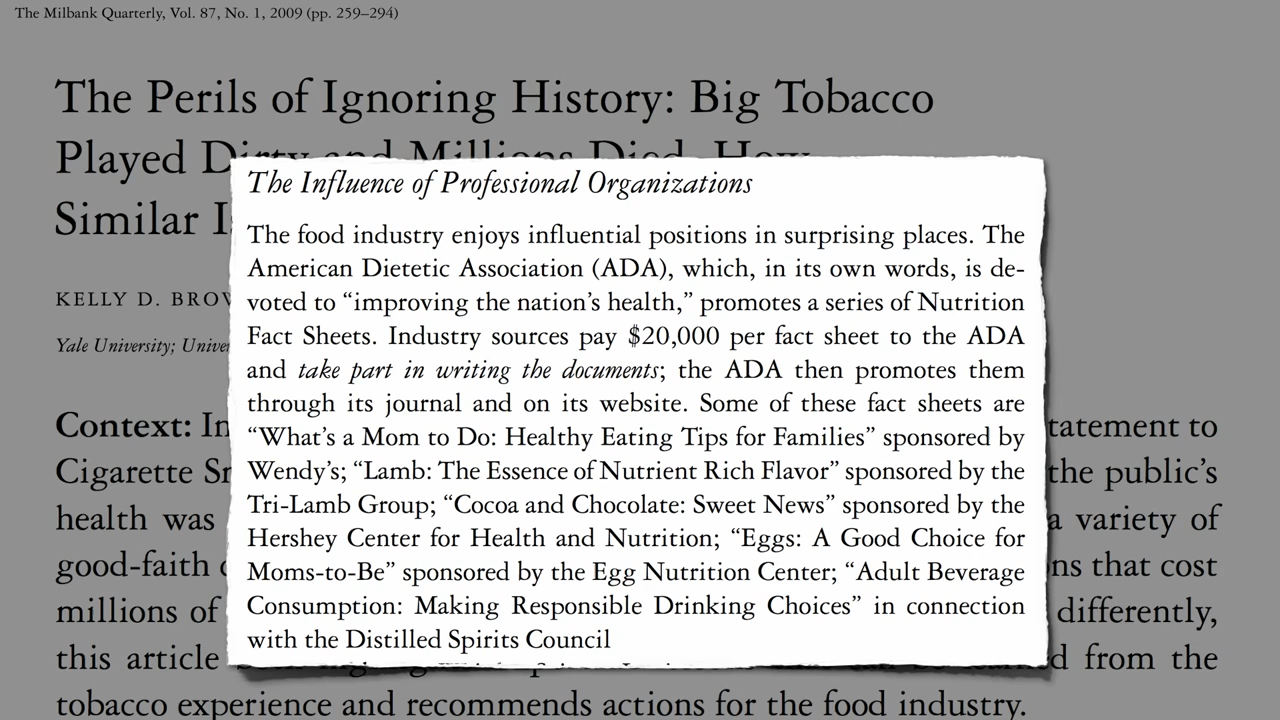 The Milbank Quarterly, Vol. 87, No. 1, 2009 (pp. 259–294)
The Perils of Ignoring History: Big Tobacco
Played Dirty and Millions Died. How
Similar
KELLY D.
Yale University;
Context: In
Cigarette
health was
good-faith
millions of
this article
tobacco experience and recommends actions for the food industry.
The Influence of Professional Organizations
The food industry enjoys influential positions in surprising places. The
American Dietetic Association (ADA), which, in its own words, is de-
voted to “improving the nation’s health,” promotes a series of Nutrition
Fact Sheets. Industry sources pay $20,000 per fact sheet to the ADA
and take part in writing the documents; the ADA then promotes them
through its journal and on its website. Some of these fact sheets are
“What’s a Mom to Do: Healthy Eating Tips for Families” sponsored by
Wendy’s; “Lamb: The Essence of Nutrient Rich Flavor” sponsored by the
Tri-Lamb Group; “Cocoa and Chocolate: Sweet News” sponsored by the
Hershey Center for Health and Nutrition; “Eggs: A Good Choice for
Moms-to-Be” sponsored by the Egg Nutrition Center; “Adult Beverage
Consumption: Making Responsible Drinking Choices” in connection
with the Distilled Spirits Council
to
the public’s
a variety of
that cost
differently,
from the